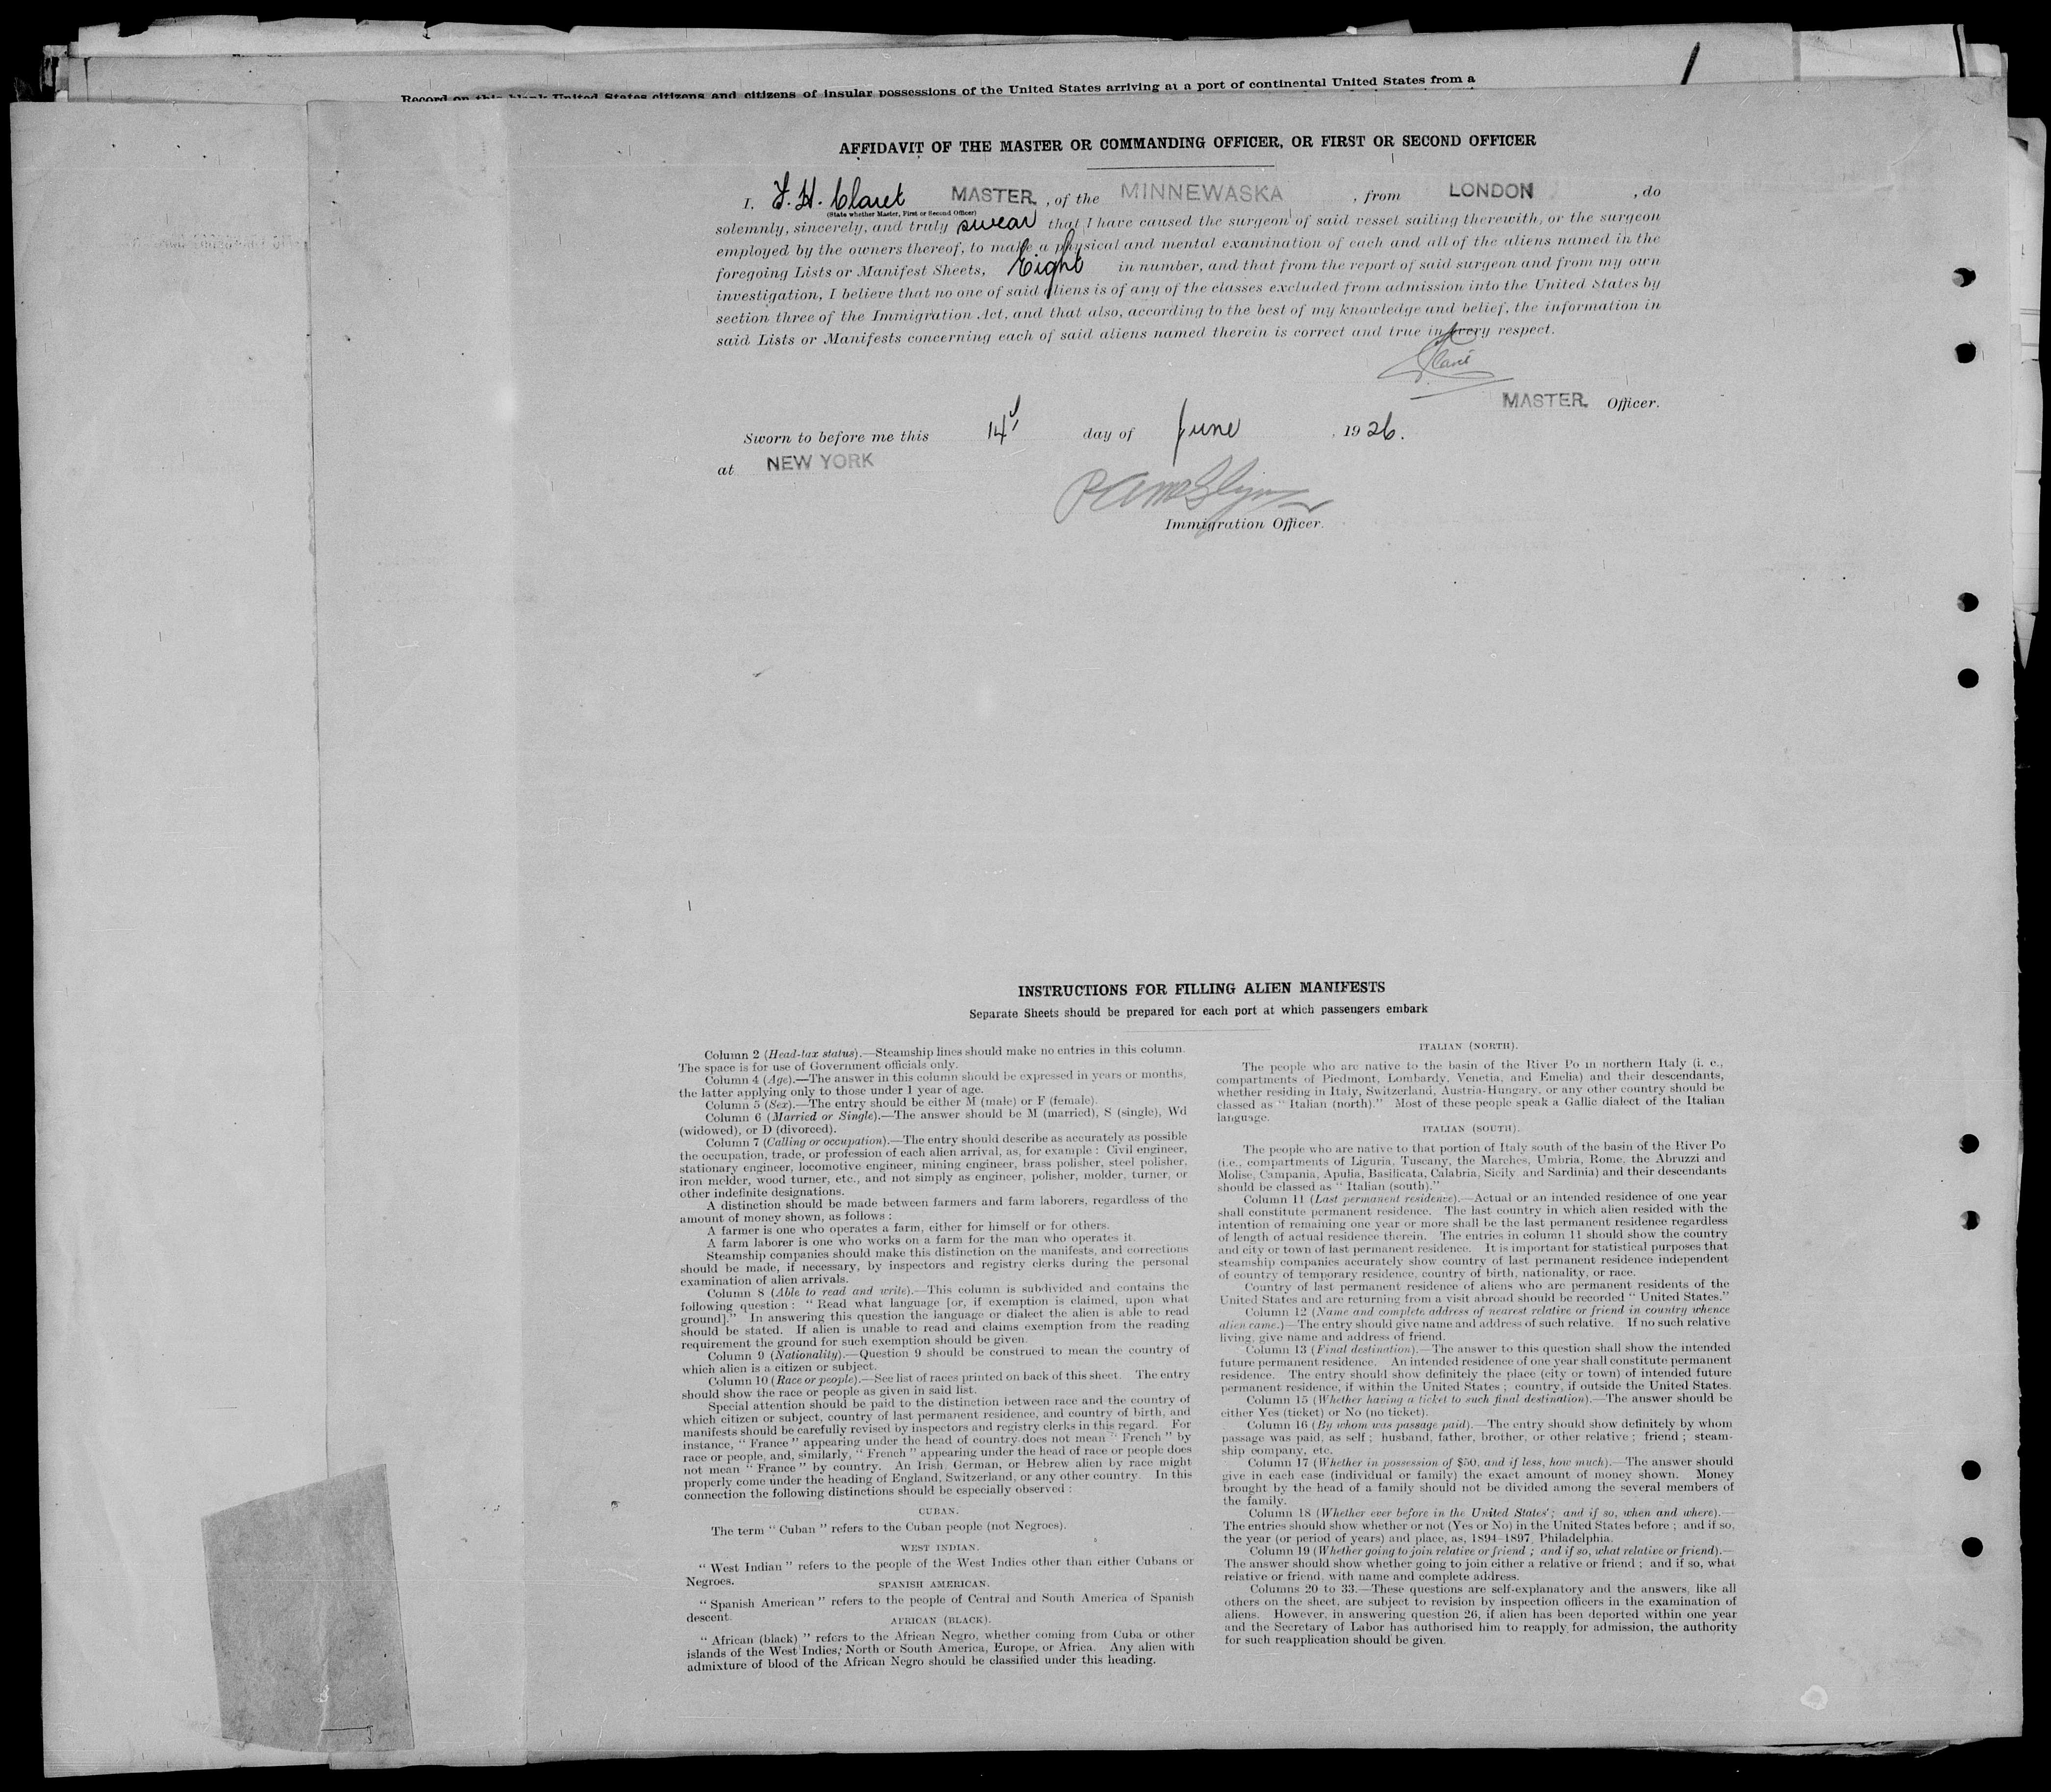 Record on this blank United States citizens and citizens of insular possessions of the United States arriving at a port of continental United States from a
AFFIDAVIT OF THE MASTER OR COMMANDING OFFICER, OR FIRST OR SECOND OFFICER
I, F. H. Claret MASTER, of the MINNEWASKA, from LONDON, do
(State whether Master, First or Second Officer)
solemnly, sincerely, and truly swear that I have caused the surgeon of said vessel sailing therewith, or the surgeon
employed by the owners thereof, to make a physical and mental examination of each and all of the aliens named in the
foregoing Lists or Manifest Sheets, Eight in number, and that from the report of said surgeon and from my own
investigation, I believe that no one of said aliens is of any of the classes excluded from admission into the United States by
section three of the Immigration Act, and that also, according to the best of my knowledge and belief, the information in
said Lists or Manifests concerning each of said aliens named therein is correct and true in every respect.
Claret
MASTER. Officer.
Sworn to before me this 14 day of June, 1926.
at NEW YORK
Immigration Officer.
INSTRUCTIONS FOR FILLING ALIEN MANIFESTS
Separate Sheets should be prepared for each port at which passengers embark
Column 2 (Head-tax status).—Steamship lines should make no entries in this column.
The space is for use of Government officials only.
Column 4 (Age).—The answer in this column should be expressed in years or months,
the latter applying only to those under 1 year of age.
Column 5 (Sex).—The entry should be either M (male) or F (female).
Column 6 (Married or Single).—The answer should be M (married), S (single), Wd
(widowed), or D (divorced).
Column 7 (Calling or occupation).—The entry should describe as accurately as possible
the occupation, trade, or profession of each alien arrival, as, for example : Civil engineer,
stationary engineer, locomotive engineer, mining engineer, brass polisher, steel polisher,
iron melder, wood turner, etc., and not simply as engineer, polisher, molder, turner, or
other indefinite designations.
A distinction should be made between farmers and farm laborers, regardless of the
amount of money shown, as follows :
A farmer is one who operates a farm, either for himself or for others.
A farm laborer is one who works on a farm for the man who operates it.
Steamship companies should make this distinction on the manifests, and corrections
should be made, if necessary, by inspectors and registry clerks during the personal
examination of alien arrivals.
Column 8 (Able to read and write).—This column is subdivided and contains the
following question : “ Read what language [or, if exemption is claimed, upon what
ground].” In answering this question the language or dialect the alien is able to read
should be stated. If alien is unable to read and claims exemption from the reading
requirement the ground for such exemption should be given.
Column 9 (Nationality).—Question 9 should be construed to mean the country of
which alien is a citizen or subject.
Column 10 (Race or people).—See list of races printed on back of this sheet. The entry
should show the race or people as given in said list.
Special attention should be paid to the distinction between race and the country of
which citizen or subject, country of last permanent residence, and country of birth, and
manifests should be carefully revised by inspectors and registry clerks in this regard. For
instance, “ France ” appearing under the head of country does not mean “ French ” by
race or people, and, similarly, “ French ” appearing under the head of race or people does
not mean “ France ” by country. An Irish, German, or Hebrew alien by race might
properly come under the heading of England, Switzerland, or any other country. In this
connection the following distinctions should be especially observed :
CUBAN.
The term “ Cuban ” refers to the Cuban people (not Negroes).
WEST INDIAN.
“ West Indian ” refers to the people of the West Indies other than either Cubans or
Negroes.
SPANISH AMERICAN.
“ Spanish American ” refers to the people of Central and South America of Spanish
descent.
AFRICAN (BLACK).
“ African (black) ” refers to the African Negro, whether coming from Cuba or other
islands of the West Indies, North or South America, Europe, or Africa. Any alien with
admixture of blood of the African Negro should be classified under this heading.
ITALIAN (NORTH).
The people who are native to the basin of the River Po in northern Italy (i. e.,
compartments of Piedmont, Lombardy, Venetia, and Emelia) and their descendants,
whether residing in Italy, Switzerland, Austria-Hungary, or any other country should be
classed as “ Italian (north).” Most of these people speak a Gallic dialect of the Italian
language.
ITALIAN (SOUTH).
The people who are native to that portion of Italy south of the basin of the River Po
(i.e., compartments of Liguria, Tuscany, the Marches, Umbria, Rome, the Abruzzi and
Molise, Campania, Apulia, Basilicata, Calabria, Sicily and Sardinia) and their descendants
should be classed as “ Italian (south).”
Column 11 (Last permanent residence).—Actual or an intended residence of one year
shall constitute permanent residence. The last country in which alien resided with the
intention of remaining one year or more shall be the last permanent residence regardless
of length of actual residence therein. The entries in column 11 should show the country
and city or town of last permanent residence. It is important for statistical purposes that
steamship companies accurately show country of last permanent residence independent
of country of temporary residence, country of birth, nationality, or race.
Country of last permanent residence of aliens who are permanent residents of the
United States and are returning from a visit abroad should be recorded “ United States.”
Column 12 (Name and complete address of nearest relative or friend in country whence
alien came.)—The entry should give name and address of such relative. If no such relative
living, give name and address of friend.
Column 13 (Final destination).—The answer to this question shall show the intended
future permanent residence. An intended residence of one year shall constitute permanent
residence. The entry should show definitely the place (city or town) of intended future
permanent residence, if within the United States ; country, if outside the United States.
Column 15 (Whether having a ticket to such final destination).—The answer should be
either Yes (ticket) or No (no ticket).
Column 16 (By whom was passage paid).—The entry should show definitely by whom
passage was paid, as self ; husband, father, brother, or other relative ; friend ; steam-
ship company, etc.
Column 17 (Whether in possession of $50, and if less, how much).—The answer should
give in each case (individual or family) the exact amount of money shown. Money
brought by the head of a family should not be divided among the several members of
the family.
Column 18 (Whether ever before in the United States ; and if so, when and where).—
The entries should show whether or not (Yes or No) in the United States before ; and if so,
the year (or period of years) and place, as, 1894–1897, Philadelphia.
Column 19 (Whether going to join relative or friend ; and if so, what relative or friend).—
The answer should show whether going to join either a relative or friend ; and if so, what
relative or friend, with name and complete address.
Columns 20 to 33.—These questions are self-explanatory and the answers, like all
others on the sheet, are subject to revision by inspection officers in the examination of
aliens. However, in answering question 26, if alien has been deported within one year
and the Secretary of Labor has authorised him to reapply for admission, the authority
for such reapplication should be given.